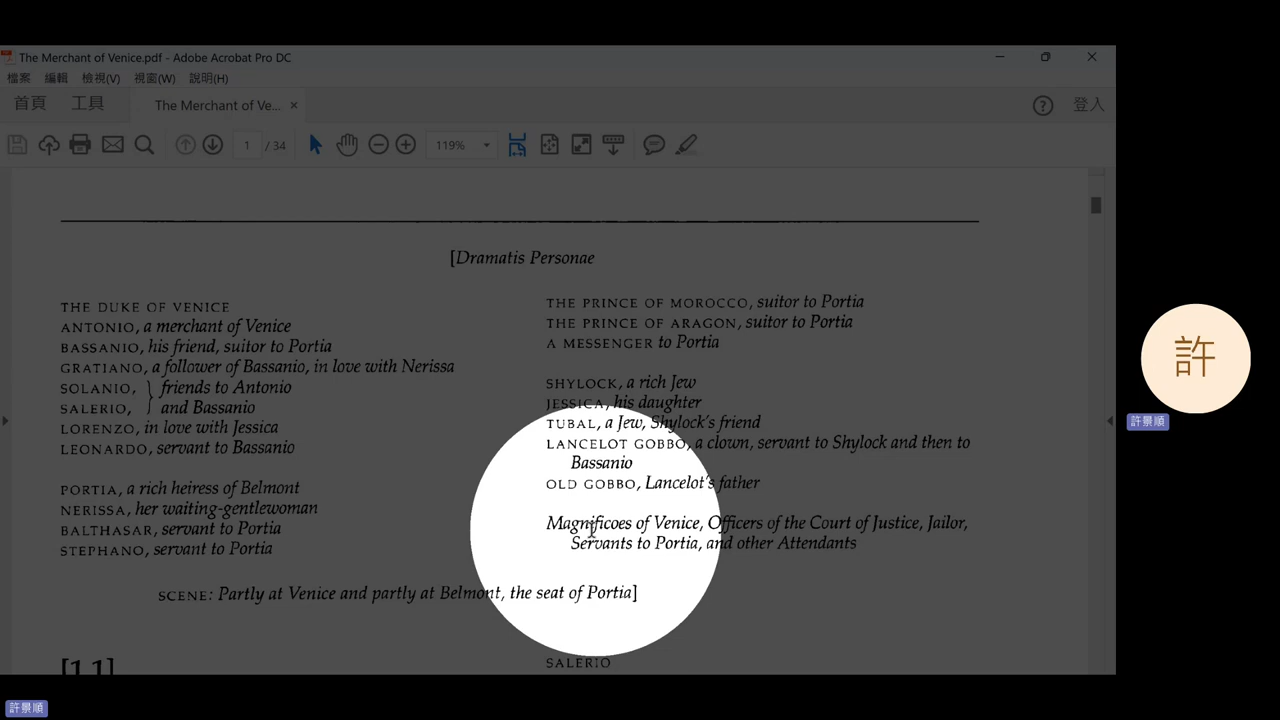 The Merchant of Venice.pdf - Adobe Acrobat Pro DC
檔案 編輯 檢視(V) 視窗(W) 說明(H)
首頁 工具 The Merchant of Ve... × ? 登入
1 / 34 119%
[Dramatis Personae
THE DUKE OF VENICE
ANTONIO, a merchant of Venice
BASSANIO, his friend, suitor to Portia
GRATIANO, a follower of Bassanio, in love with Nerissa
SOLANIO, } friends to Antonio
SALERIO, } and Bassanio
LORENZO, in love with Jessica
LEONARDO, servant to Bassanio
PORTIA, a rich heiress of Belmont
NERISSA, her waiting-gentlewoman
BALTHASAR, servant to Portia
STEPHANO, servant to Portia
THE PRINCE OF MOROCCO, suitor to Portia
THE PRINCE OF ARAGON, suitor to Portia
A MESSENGER to Portia
SHYLOCK, a rich Jew
JESSICA, his daughter
TUBAL, a Jew, Shylock's friend
LANCELOT GOBBO, a clown, servant to Shylock and then to
Bassanio
OLD GOBBO, Lancelot's father
Magnificoes of Venice, Officers of the Court of Justice, Jailor,
Servants to Portia, and other Attendants
SCENE: Partly at Venice and partly at Belmont, the seat of Portia]
[1.1]
SALERIO
許
許景順
許景順